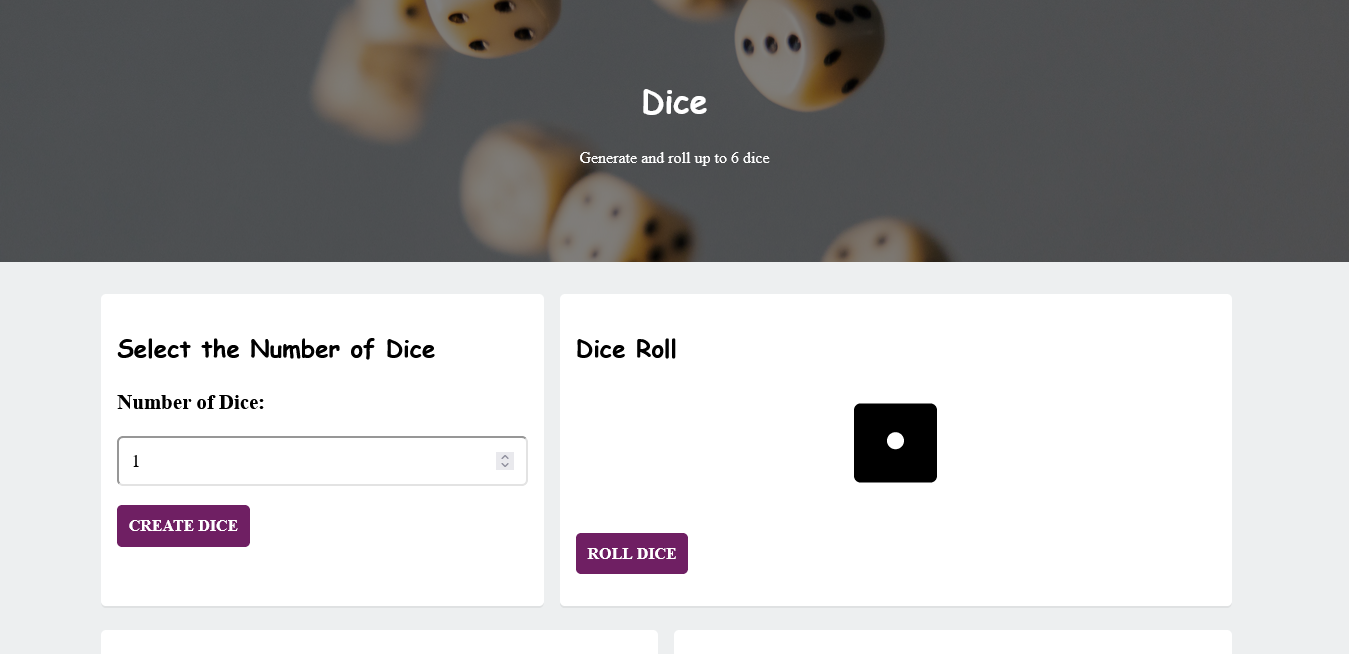 Dice
Generate and roll up to 6 dice
Select the Number of Dice
Number of Dice:
1
CREATE DICE
Dice Roll
ROLL DICE